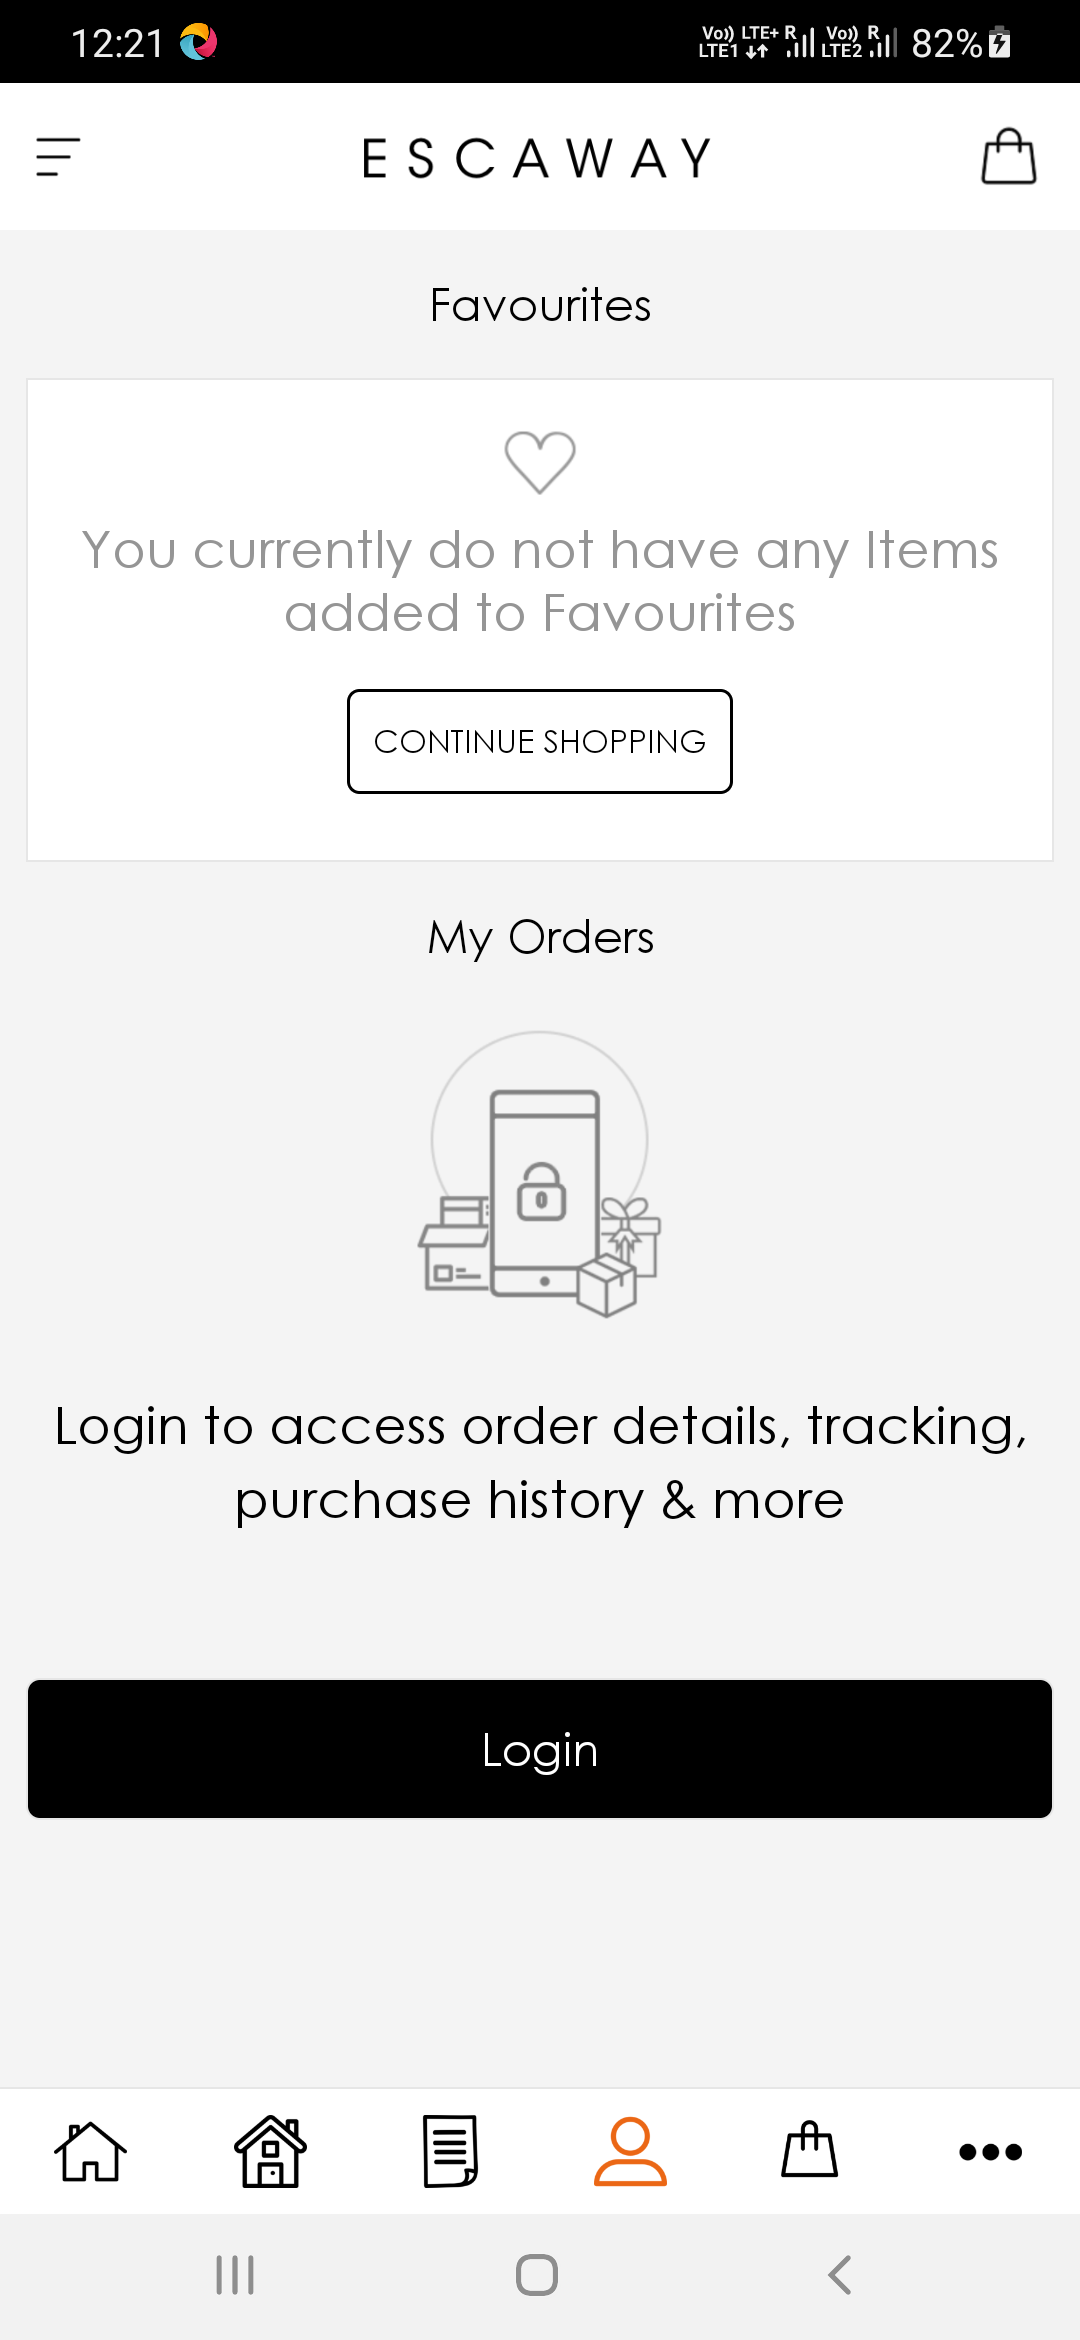 12:21
Vo)) LTE+ R Vo)) R 82%
LTE1 LTE2
ESCAWAY
Favourites
You currently do not have any Items
added to Favourites
CONTINUE SHOPPING
My Orders
Login to access order details, tracking,
purchase history & more
Login